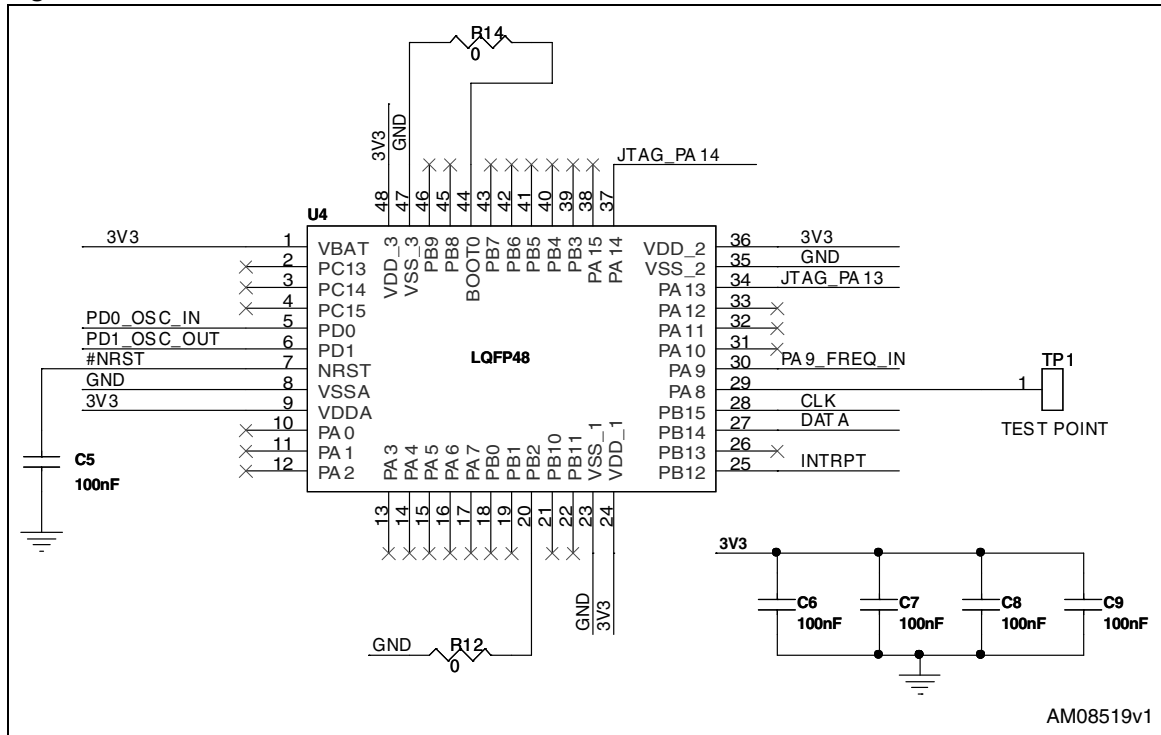 R14
0
3V3
GND
JTAG_PA14
48
47
46
45
44
43
42
41
40
39
38
37
U4
VDD_3
VSS_3
PB9
PB8
BOOT0
PB7
PB6
PB5
PB4
PB3
PA15
PA14
3V3 1 VBAT
2 PC13
3 PC14
4 PC15
PD0_OSC_IN 5 PD0
PD1_OSC_OUT 6 PD1
#NRST 7 NRST
GND 8 VSSA
3V3 9 VDDA
10 PA0
11 PA1
12 PA2
LQFP48
VDD_2 36 3V3
VSS_2 35 GND
PA13 34 JTAG_PA13
PA12 33
PA11 32
PA10 31
PA9 30 PA9_FREQ_IN
PA8 29
PB15 28 CLK
PB14 27 DATA
PB13 26
PB12 25 INTRPT
1 TP1
TEST POINT
C5
100nF
PA3
PA4
PA5
PA6
PA7
PB0
PB1
PB2
PB10
PB11
VSS_1
VDD_1
13
14
15
16
17
18
19
20
21
22
23
24
GND
3V3
GND R12
0
3V3
C6
100nF
C7
100nF
C8
100nF
C9
100nF
AM08519v1